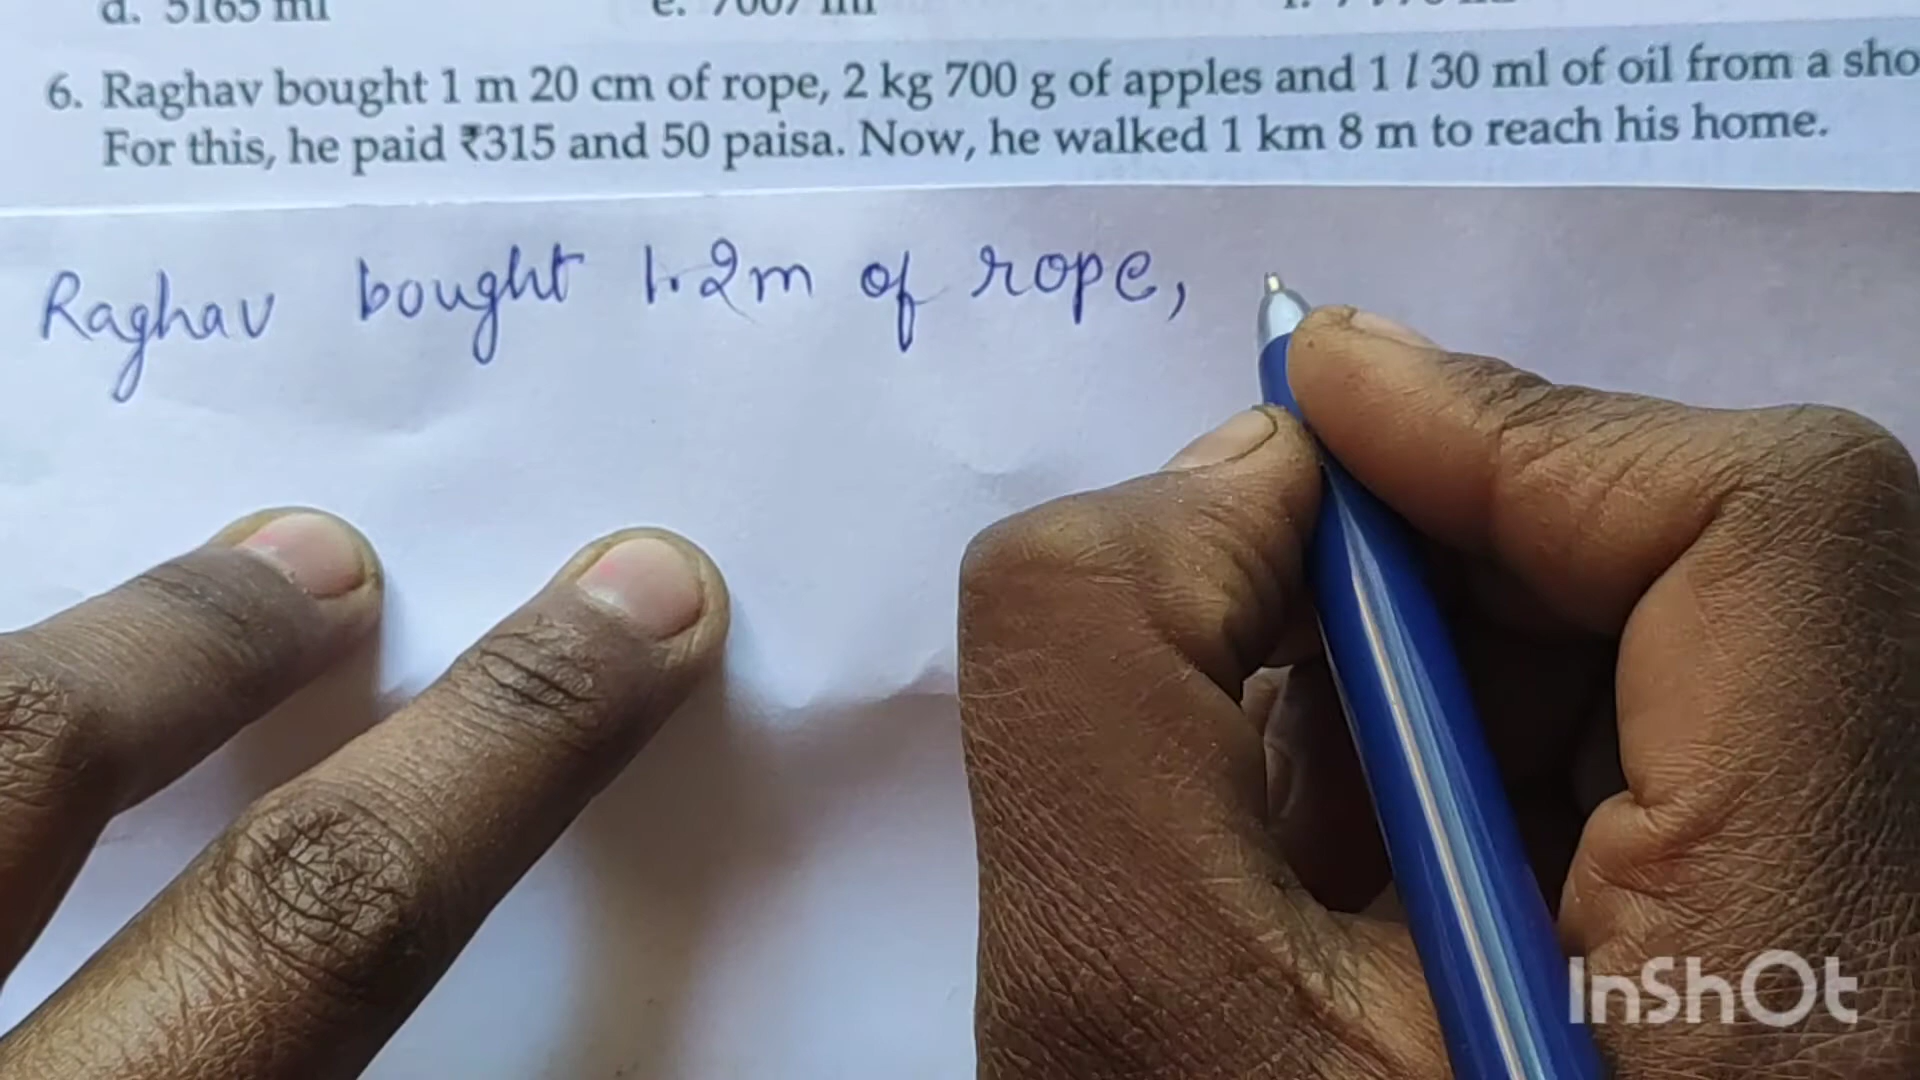 d. 5165 ml
6. Raghav bought 1 m 20 cm of rope, 2 kg 700 g of apples and 1 l 30 ml of oil from a sho
For this, he paid ₹315 and 50 paisa. Now, he walked 1 km 8 m to reach his home.
Raghav bought 1.2m of rope,
InShOt